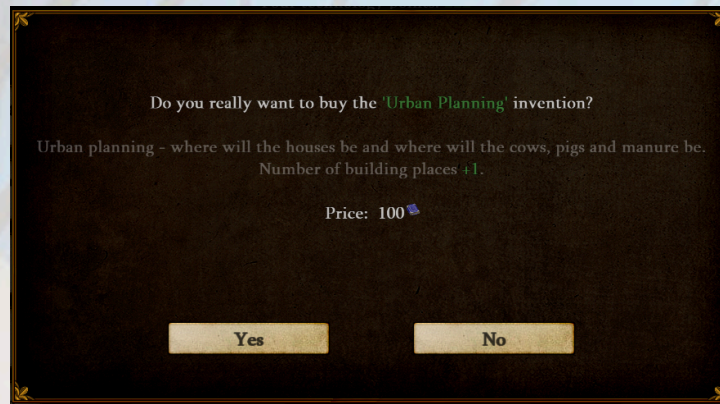 Do you really want to buy the 'Urban Planning' invention?
Urban planning - where will the houses be and where will the cows, pigs and manure be.
Number of building places +1.
Price: 100
Yes
No